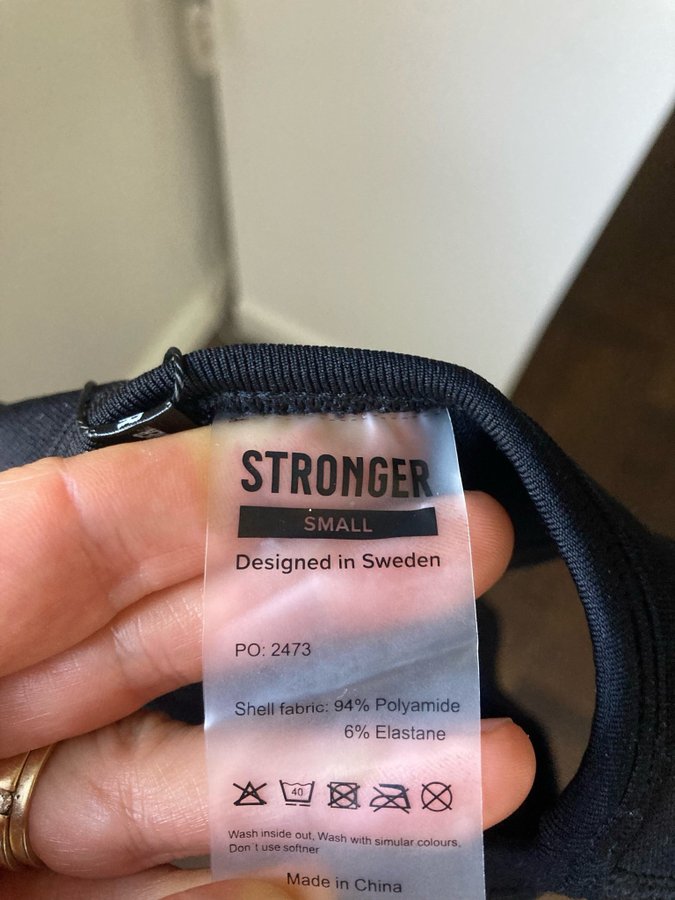 STRONGER
SMALL
Designed in Sweden
PO: 2473
Shell fabric: 94% Polyamide
6% Elastane
40
Wash inside out, Wash with simular colours.
Don´t use softner
Made in China